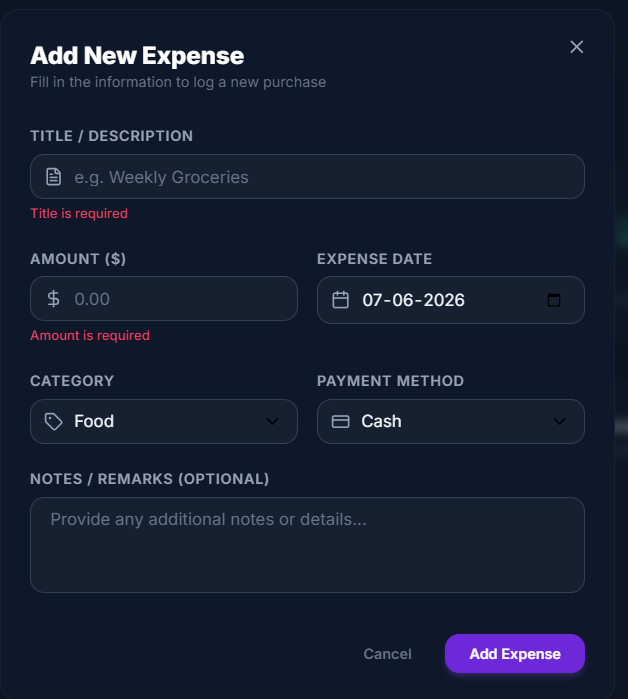 Add New Expense
Fill in the information to log a new purchase
TITLE / DESCRIPTION
e.g. Weekly Groceries
Title is required
AMOUNT ($) EXPENSE DATE
$ 0.00 07-06-2026
Amount is required
CATEGORY PAYMENT METHOD
Food Cash
NOTES / REMARKS (OPTIONAL)
Provide any additional notes or details...
Cancel Add Expense